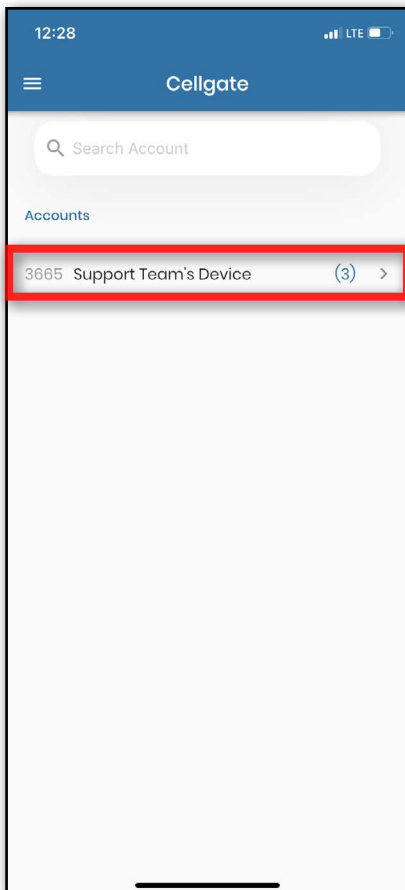 12:28 LTE
Cellgate
Search Account
Accounts
3665 Support Team's Device (3) >